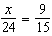 x/24 = 9/15